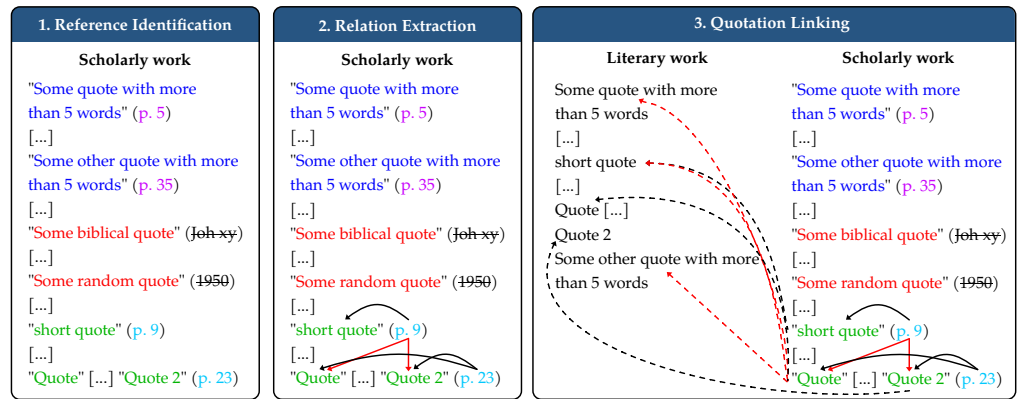 1. Reference Identification
Scholarly work
"Some quote with more
than 5 words" (p. 5)
[...]
"Some other quote with more
than 5 words" (p. 35)
[...]
"Some biblical quote" (Joh xy)
[...]
"Some random quote" (1950)
[...]
"short quote" (p. 9)
[...]
"Quote" [...] "Quote 2" (p. 23)
2. Relation Extraction
Scholarly work
"Some quote with more
than 5 words" (p. 5)
[...]
"Some other quote with more
than 5 words" (p. 35)
[...]
"Some biblical quote" (Joh xy)
[...]
"Some random quote" (1950)
[...]
"short quote" (p. 9)
[...]
"Quote" [...] "Quote 2" (p. 23)
3. Quotation Linking
Literary work
Some quote with more
than 5 words
[...]
short quote
[...]
Quote [...]
Quote 2
Some other quote with more
than 5 words
Scholarly work
"Some quote with more
than 5 words" (p. 5)
[...]
"Some other quote with more
than 5 words" (p. 35)
[...]
"Some biblical quote" (Joh xy)
[...]
"Some random quote" (1950)
[...]
"short quote" (p. 9)
[...]
"Quote" [...] "Quote 2" (p. 23)